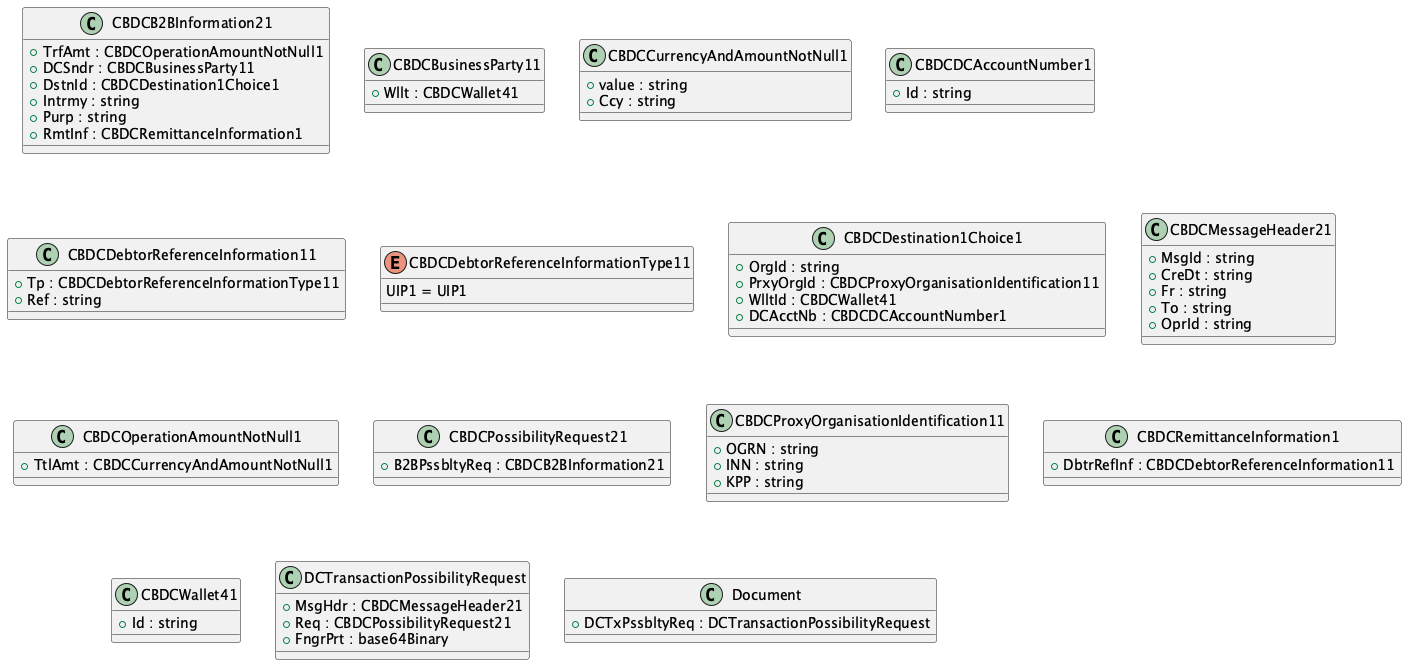 C CBDCB2BInformation21
TrfAmt : CBDCOperationAmountNotNull1
DCSndr : CBDCBusinessParty11
DstnId : CBDCDestination1Choice1
Intrmy : string
Purp : string
RmtInf : CBDCRemittanceInformation1
C CBDCBusinessParty11
Wllt : CBDCWallet41
C CBDCCurrencyAndAmountNotNull1
value : string
Ccy : string
C CBDCDCAccountNumber1
Id : string
C CBDCDebtorReferenceInformation11
Tp : CBDCDebtorReferenceInformationType11
Ref : string
E CBDCDebtorReferenceInformationType11
UIP1 = UIP1
C CBDCDestination1Choice1
OrgId : string
PrxyOrgId : CBDCProxyOrganisationIdentification11
WlltId : CBDCWallet41
DCAcctNb : CBDCDCAccountNumber1
C CBDCMessageHeader21
MsgId : string
CreDt : string
Fr : string
To : string
OprId : string
C CBDCOperationAmountNotNull1
TtlAmt : CBDCCurrencyAndAmountNotNull1
C CBDCPossibilityRequest21
B2BPssbltyReq : CBDCB2BInformation21
C CBDCProxyOrganisationIdentification11
OGRN : string
INN : string
KPP : string
C CBDCRemittanceInformation1
DbtrRefInf : CBDCDebtorReferenceInformation11
C CBDCWallet41
Id : string
C DCTransactionPossibilityRequest
MsgHdr : CBDCMessageHeader21
Req : CBDCPossibilityRequest21
FngrPrt : base64Binary
C Document
DCTxPssbltyReq : DCTransactionPossibilityRequest